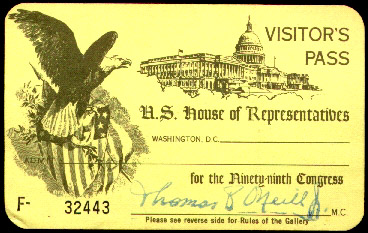 VISITOR'S
PASS
U.S. House of Representatives
WASHINGTON, D.C.
ADMIT
for the Ninety-ninth Congress
F- 32443
Thomas P. O'Neill Jr. M.C.
Please see reverse side for Rules of the Gallery